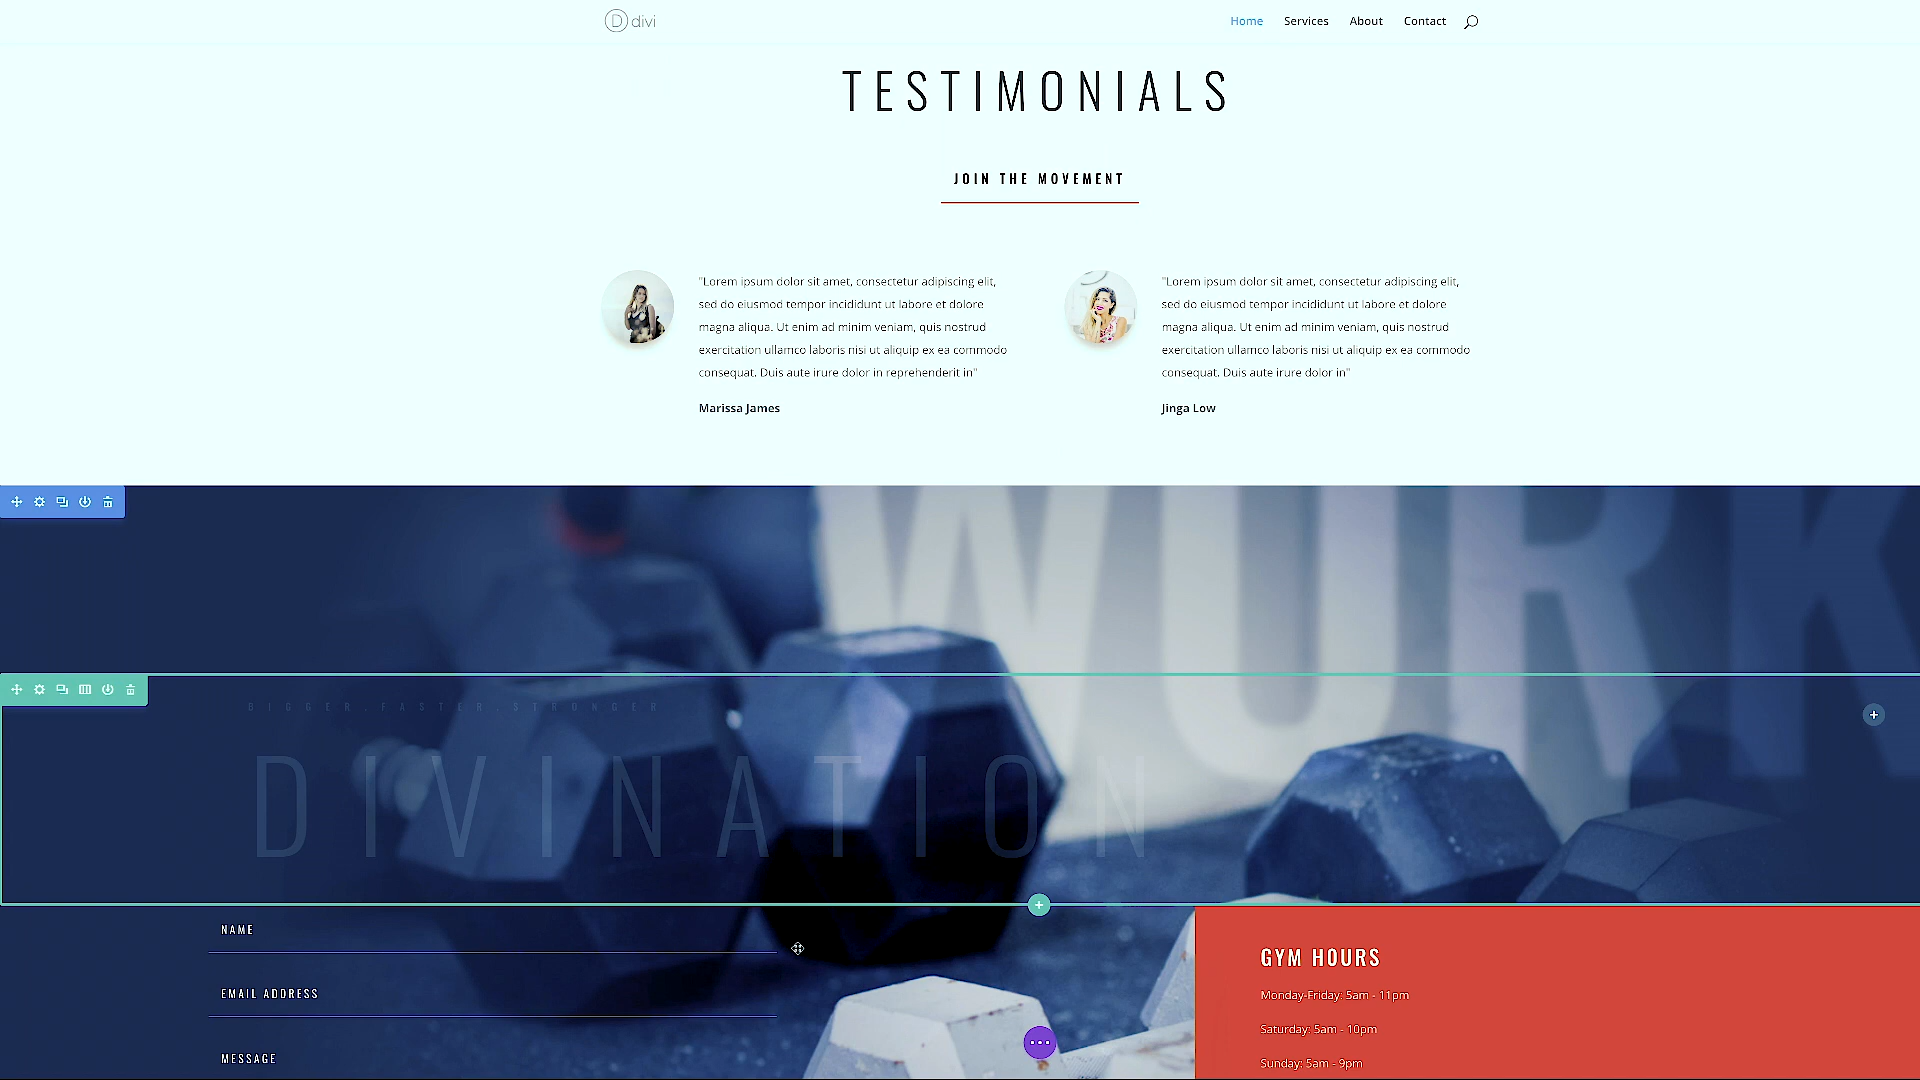 divi
Home Services About Contact
TESTIMONIALS
JOIN THE MOVEMENT
"Lorem ipsum dolor sit amet, consectetur adipiscing elit,
sed do eiusmod tempor incididunt ut labore et dolore
magna aliqua. Ut enim ad minim veniam, quis nostrud
exercitation ullamco laboris nisi ut aliquip ex ea commodo
consequat. Duis aute irure dolor in reprehenderit in"
Marissa James
"Lorem ipsum dolor sit amet, consectetur adipiscing elit,
sed do eiusmod tempor incididunt ut labore et dolore
magna aliqua. Ut enim ad minim veniam, quis nostrud
exercitation ullamco laboris nisi ut aliquip ex ea commodo
consequat. Duis aute irure dolor in"
Jinga Low
WORK
BIGGER.FASTER.STRONGER
DIVINATION
NAME
EMAIL ADDRESS
MESSAGE
GYM HOURS
Monday-Friday: 5am - 11pm
Saturday: 5am - 10pm
Sunday: 5am - 9pm